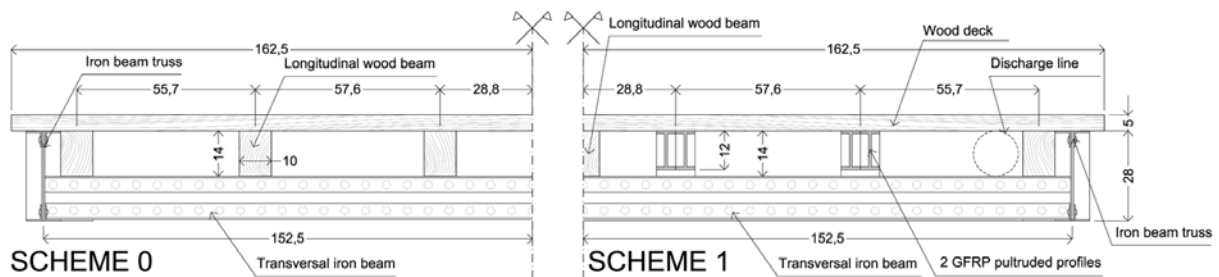 162,5
Iron beam truss
Longitudinal wood beam
55,7
57,6
28,8
14
10
152,5
SCHEME 0
Transversal iron beam
Longitudinal wood beam
162,5
Wood deck
Discharge line
28,8
57,6
55,7
5
12
14
28
152,5
Iron beam truss
SCHEME 1
Transversal iron beam
2 GFRP pultruded profiles